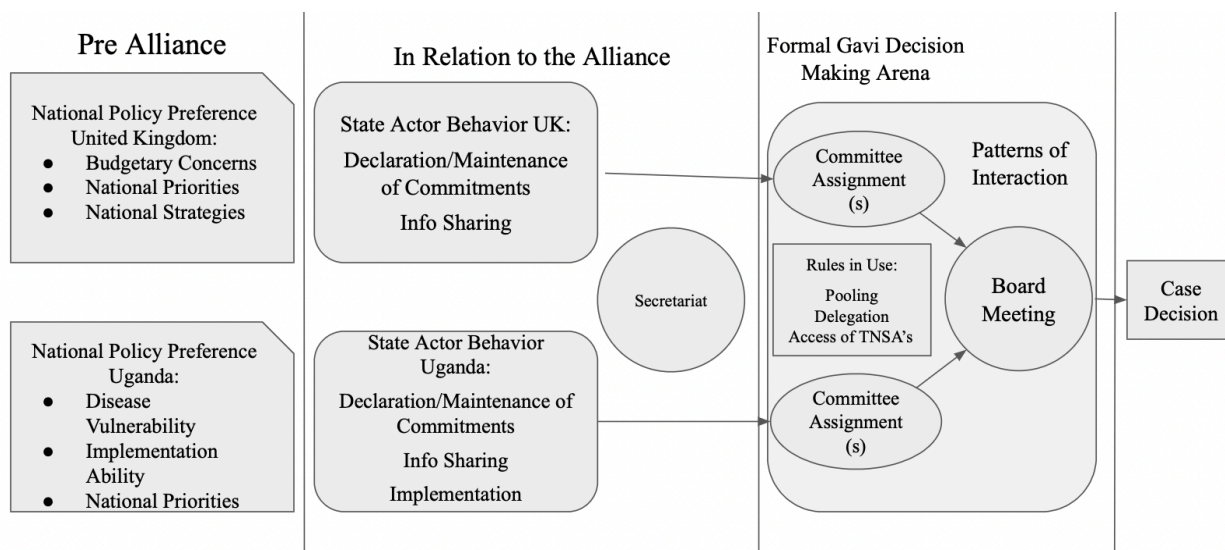 Pre Alliance
National Policy Preference
United Kingdom:
● Budgetary Concerns
● National Priorities
● National Strategies
National Policy Preference
Uganda:
● Disease
Vulnerability
● Implementation
Ability
● National Priorities
In Relation to the Alliance
State Actor Behavior UK:
Declaration/Maintenance
of Commitments
Info Sharing
Secretariat
State Actor Behavior
Uganda:
Declaration/Maintenance of
Commitments
Info Sharing
Implementation
Formal Gavi Decision
Making Arena
Committee
Assignment
(s)
Patterns of
Interaction
Rules in Use:
Pooling
Delegation
Access of TNSA's
Board
Meeting
Committee
Assignment
(s)
Case
Decision